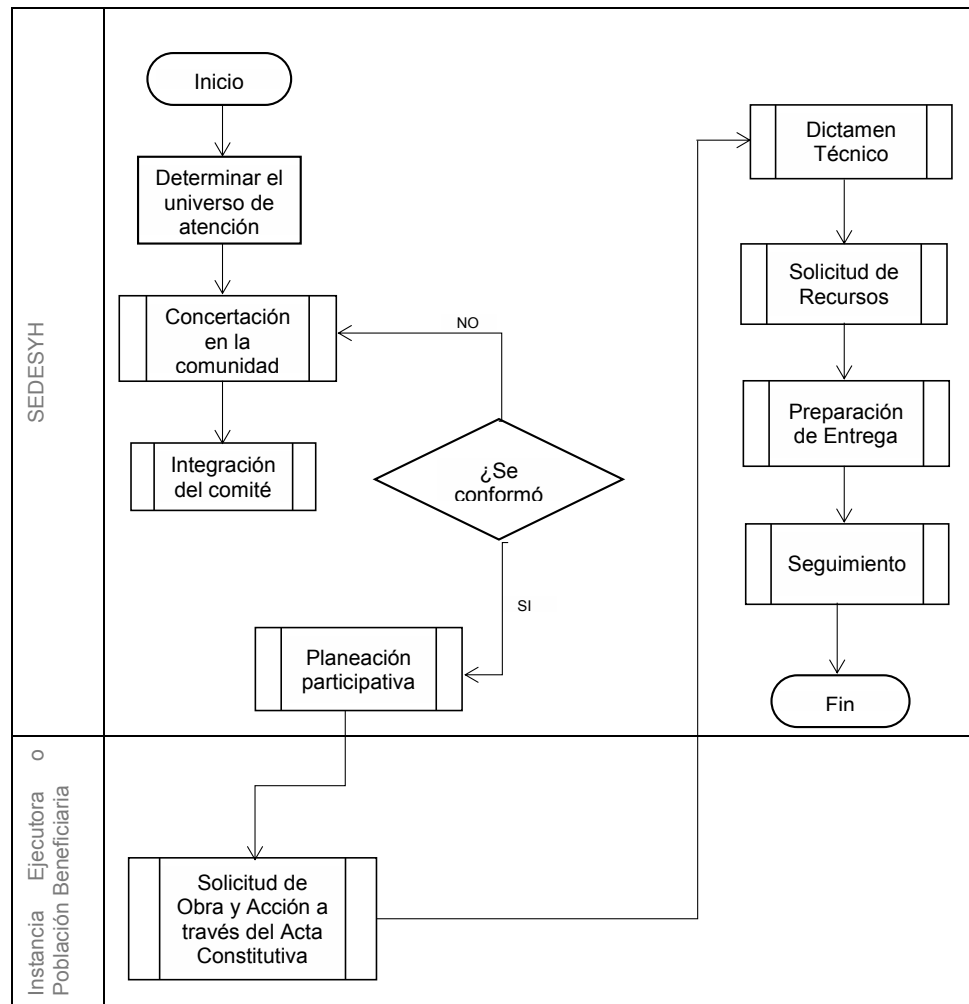 SEDESYH
Inicio
Determinar el
universo de
atención
Concertación
en la
comunidad
Integración
del comité
NO
¿Se
conformó
SI
Planeación
participativa
Dictamen
Técnico
Solicitud de
Recursos
Preparación
de Entrega
Seguimiento
Fin
Instancia Ejecutora o
Población Beneficiaria
Solicitud de
Obra y Acción a
través del Acta
Constitutiva